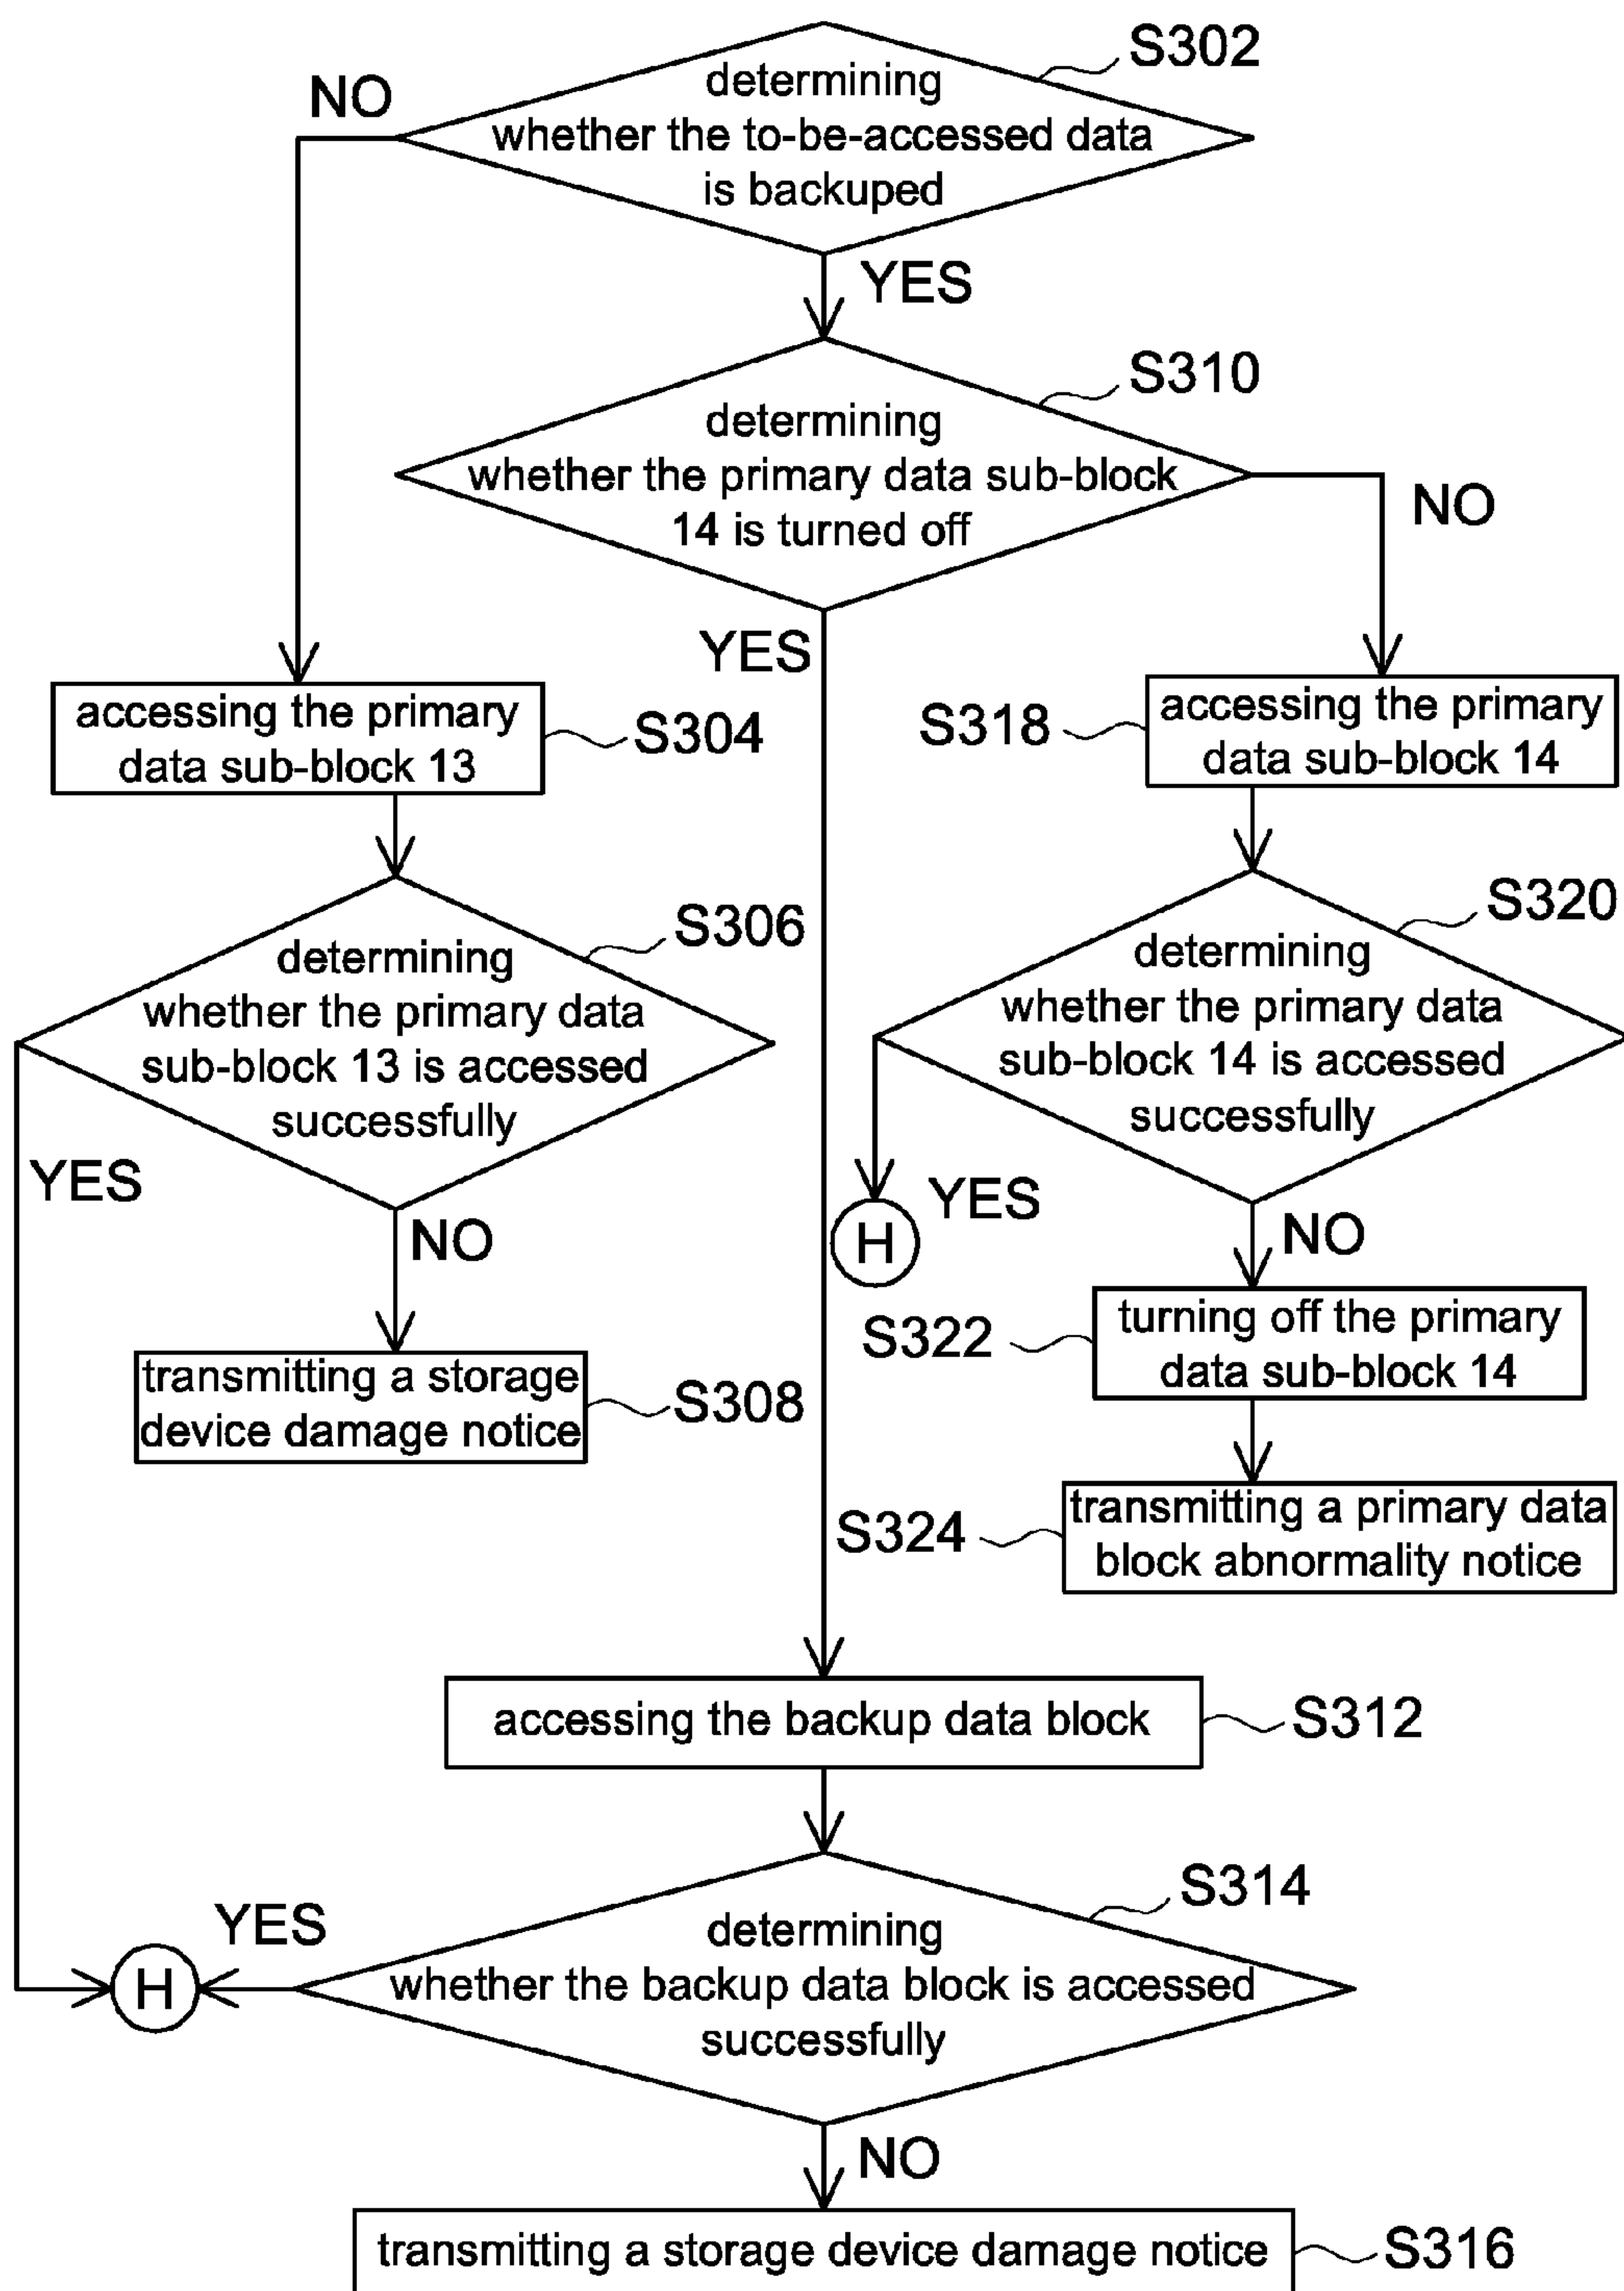 S302
determining
whether the to-be-accessed data
is backuped
NO
YES
S310
determining
whether the primary data sub-block
14 is turned off
NO
YES
accessing the primary
data sub-block 13
S304
S318
accessing the primary
data sub-block 14
S306
determining
whether the primary data
sub-block 13 is accessed
successfully
S320
determining
whether the primary data
sub-block 14 is accessed
successfully
YES
NO
YES
H
NO
transmitting a storage
device damage notice
S308
S322
turning off the primary
data sub-block 14
S324
transmitting a primary data
block abnormality notice
accessing the backup data block
S312
S314
determining
whether the backup data block is accessed
successfully
YES
H
NO
transmitting a storage device damage notice
S316